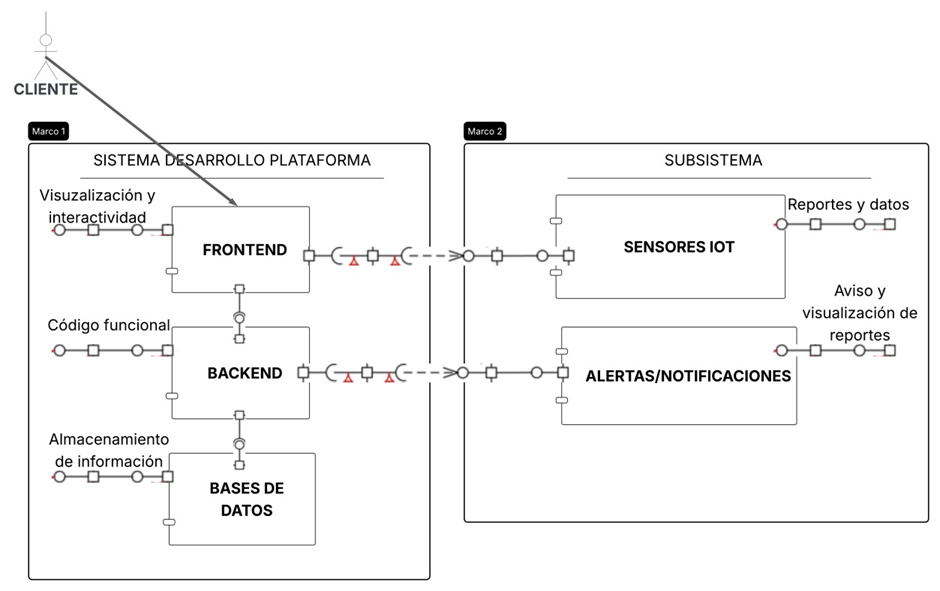 CLIENTE
Marco 1
SISTEMA DESARROLLO PLATAFORMA
Visuzalización y
interactividad
FRONTEND
Código funcional
BACKEND
Almacenamiento
de información
BASES DE
DATOS
Marco 2
SUBSISTEMA
Reportes y datos
SENSORES IOT
Aviso y
visualización de
reportes
ALERTAS/NOTIFICACIONES